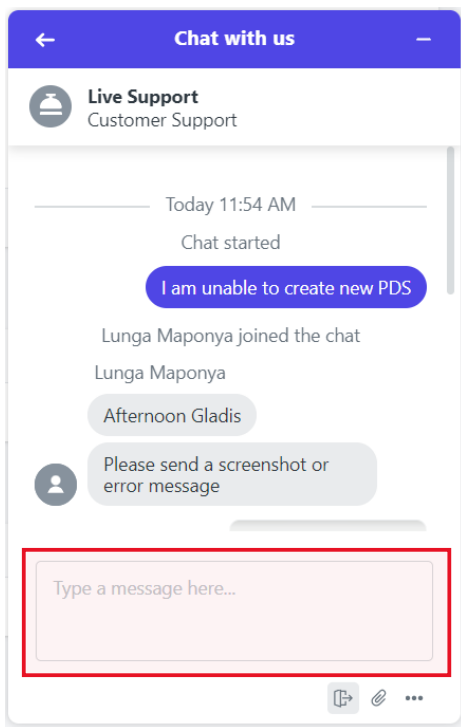 Chat with us
Live Support
Customer Support
Today 11:54 AM
Chat started
I am unable to create new PDS
Lunga Maponya joined the chat
Lunga Maponya
Afternoon Gladis
Please send a screenshot or
error message
Type a message here...